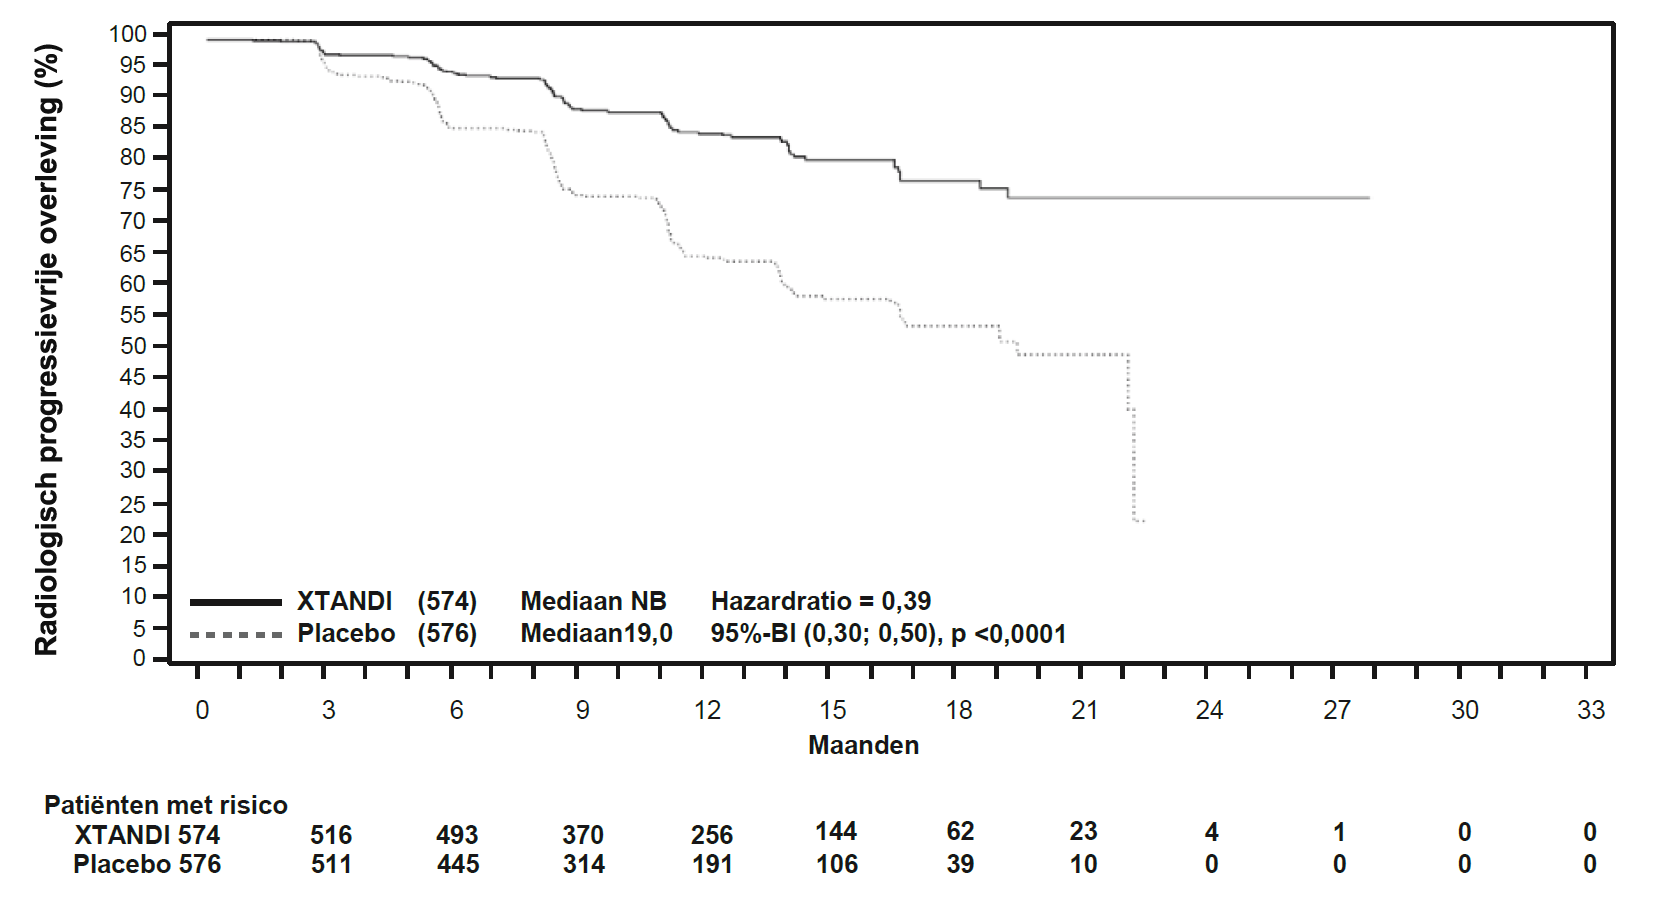 Radiologisch progressievrije overleving (%)
100
95
90
85
80
75
70
65
60
55
50
45
40
35
30
25
20
15
10
5
0
XTANDI (574) Mediaan NB Hazardratio = 0,39
Placebo (576) Mediaan19,0 95%-BI (0,30; 0,50), p <0,0001
0 3 6 9 12 15 18 21 24 27 30 33
Maanden
Patiënten met risico
XTANDI 574 516 493 370 256 144 62 23 4 1 0 0
Placebo 576 511 445 314 191 106 39 10 0 0 0 0